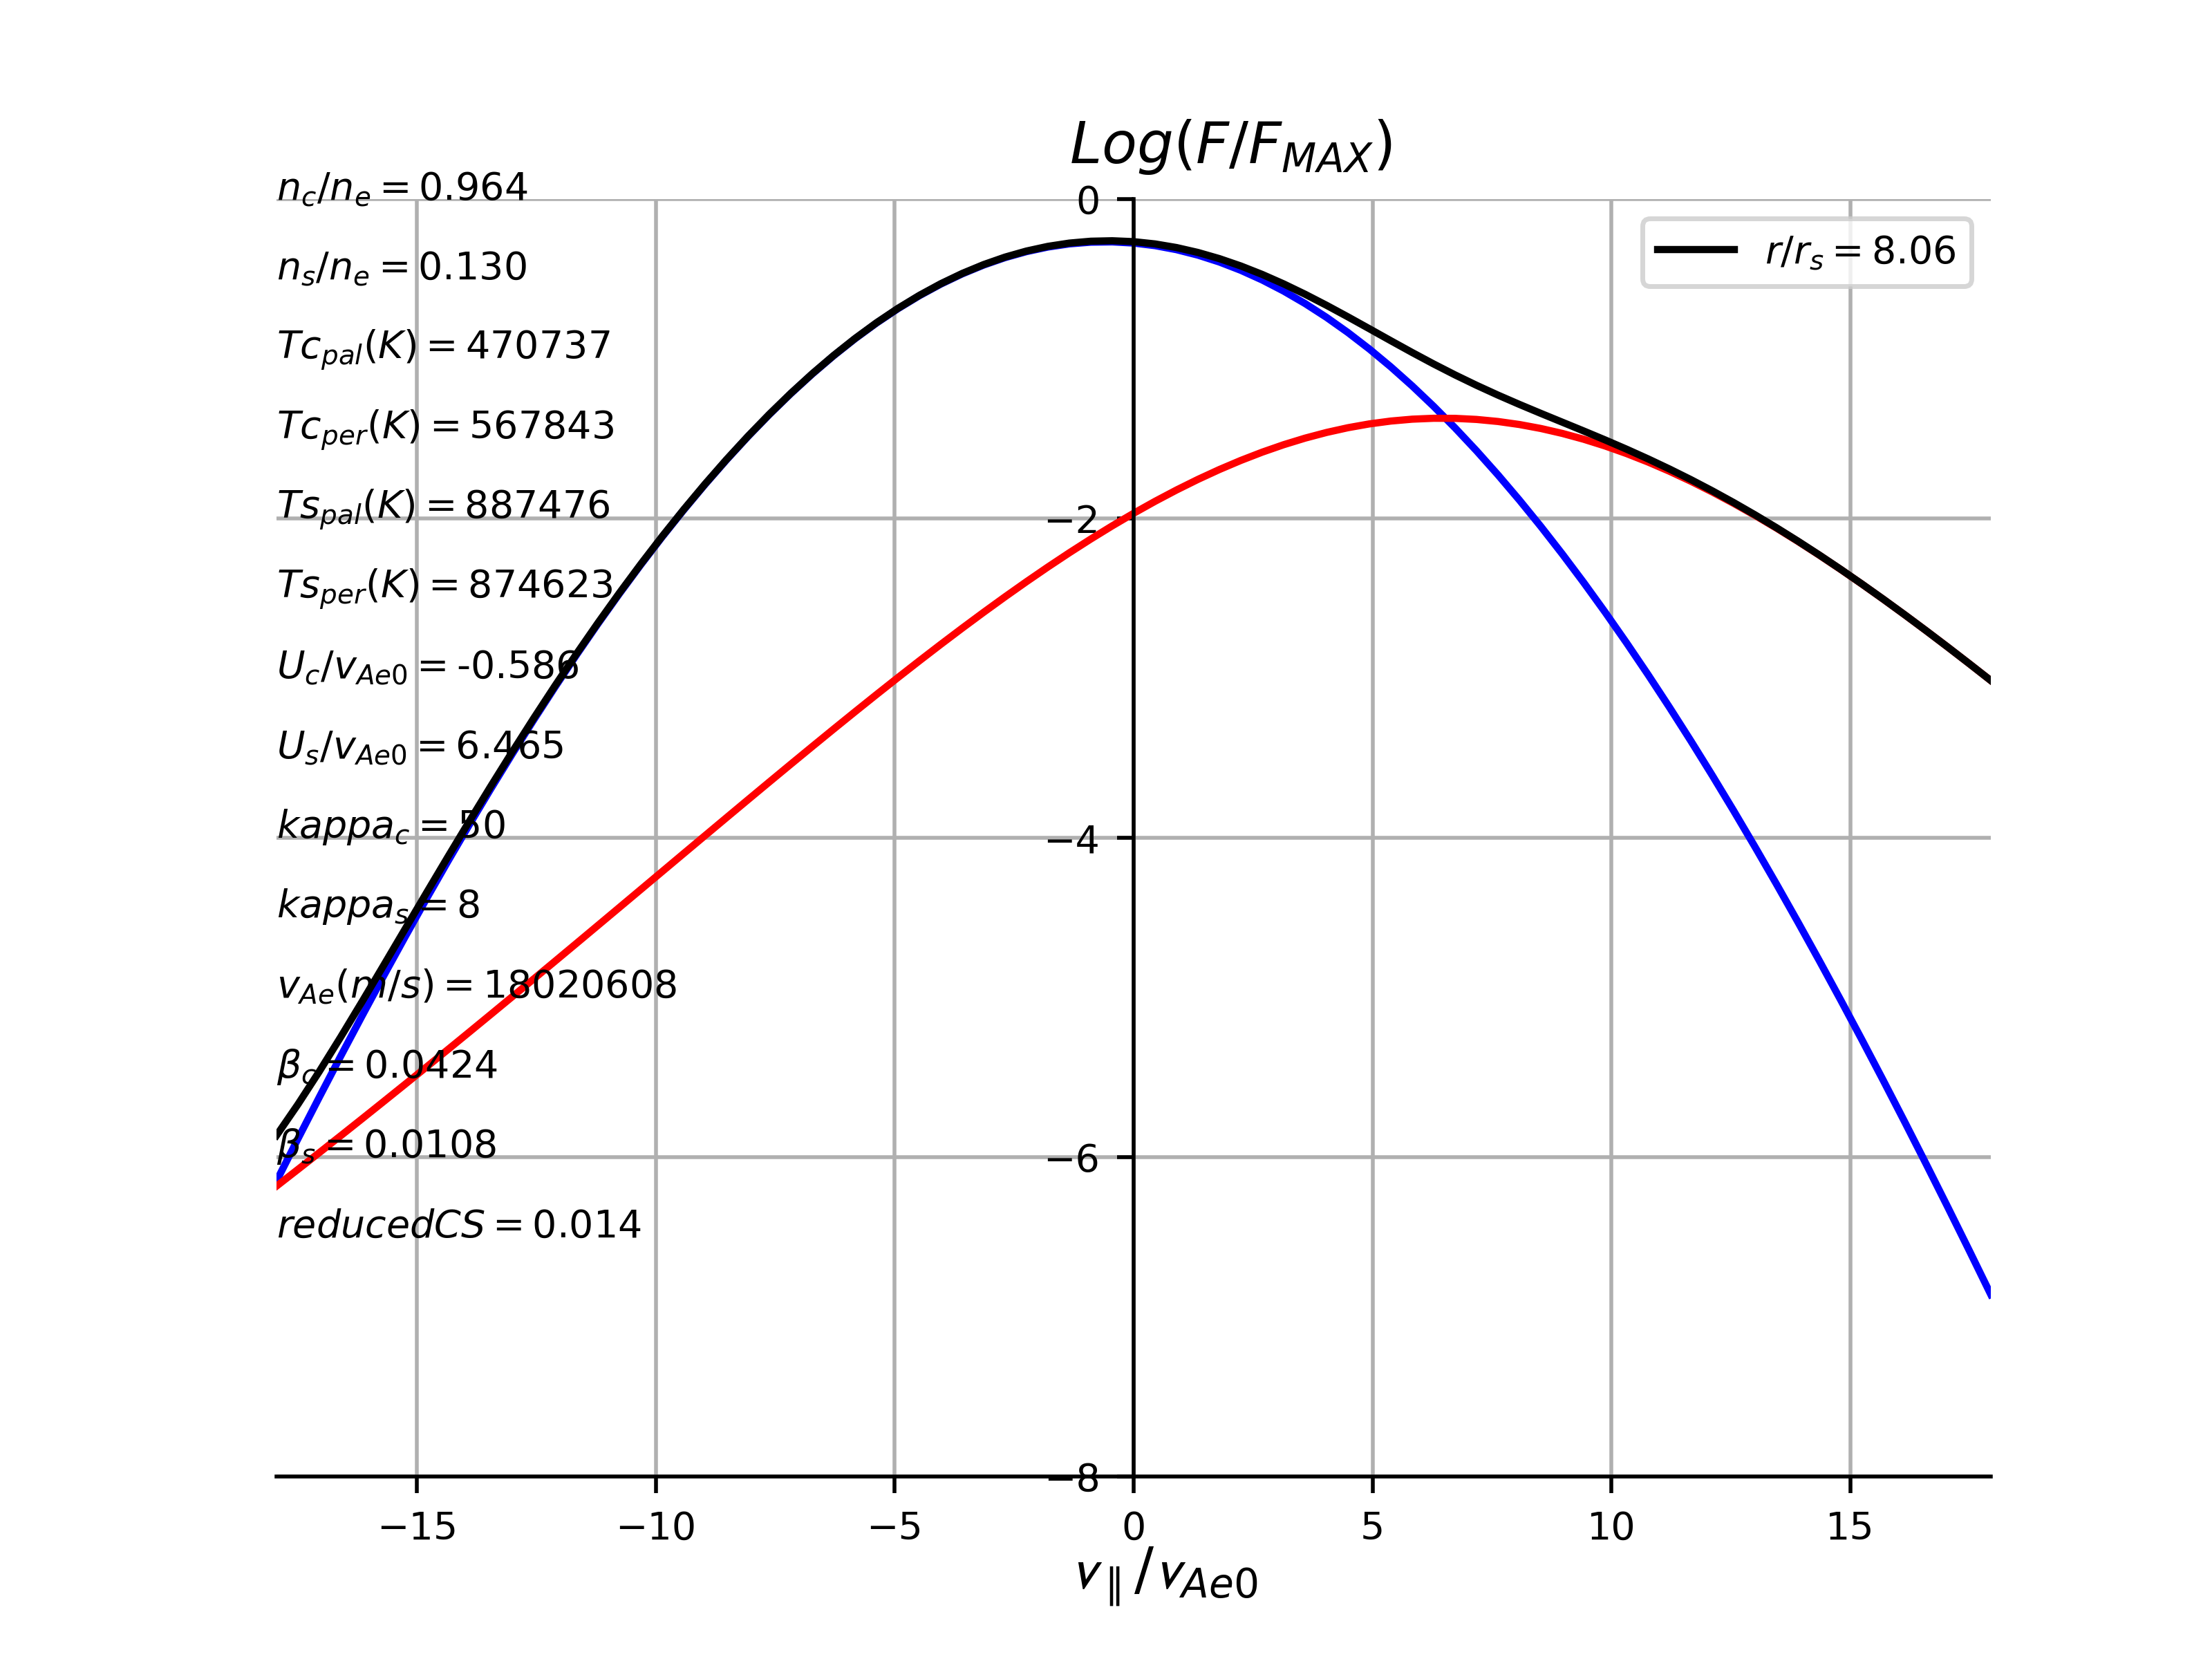 Log(F/F_MAX)
n_c/n_e = 0.964
n_s/n_e = 0.130
Tc_pal(K) = 470737
Tc_per(K) = 567843
Ts_pal(K) = 887476
Ts_per(K) = 874623
U_c/v_Ae0 = -0.586
U_s/v_Ae0 = 6.465
kappa_c = 50
kappa_s = 8
v_Ae(m/s) = 18020608
β_c = 0.0424
β_s = 0.0108
reducedCS = 0.014
r/r_s = 8.06
0
−2
−4
−6
−8
−15 −10 −5 0 5 10 15
v_∥/v_Ae0